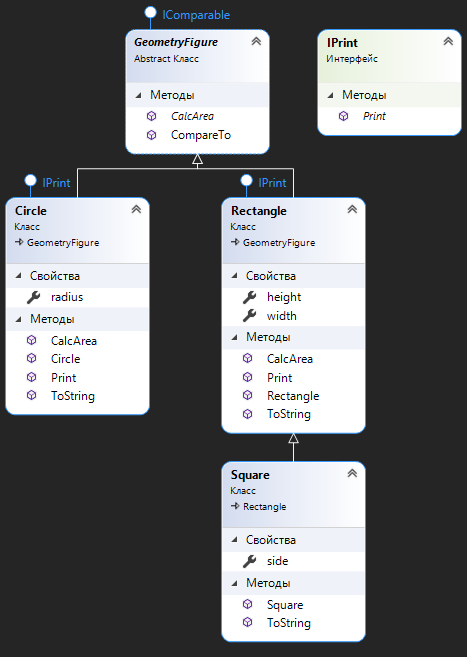 IComparable
GeometryFigure
Abstract Класс
Методы
CalcArea
CompareTo
IPrint
Интерфейс
Методы
Print
IPrint
Circle
Класс
GeometryFigure
Свойства
radius
Методы
CalcArea
Circle
Print
ToString
IPrint
Rectangle
Класс
GeometryFigure
Свойства
height
width
Методы
CalcArea
Print
Rectangle
ToString
Square
Класс
Rectangle
Свойства
side
Методы
Square
ToString